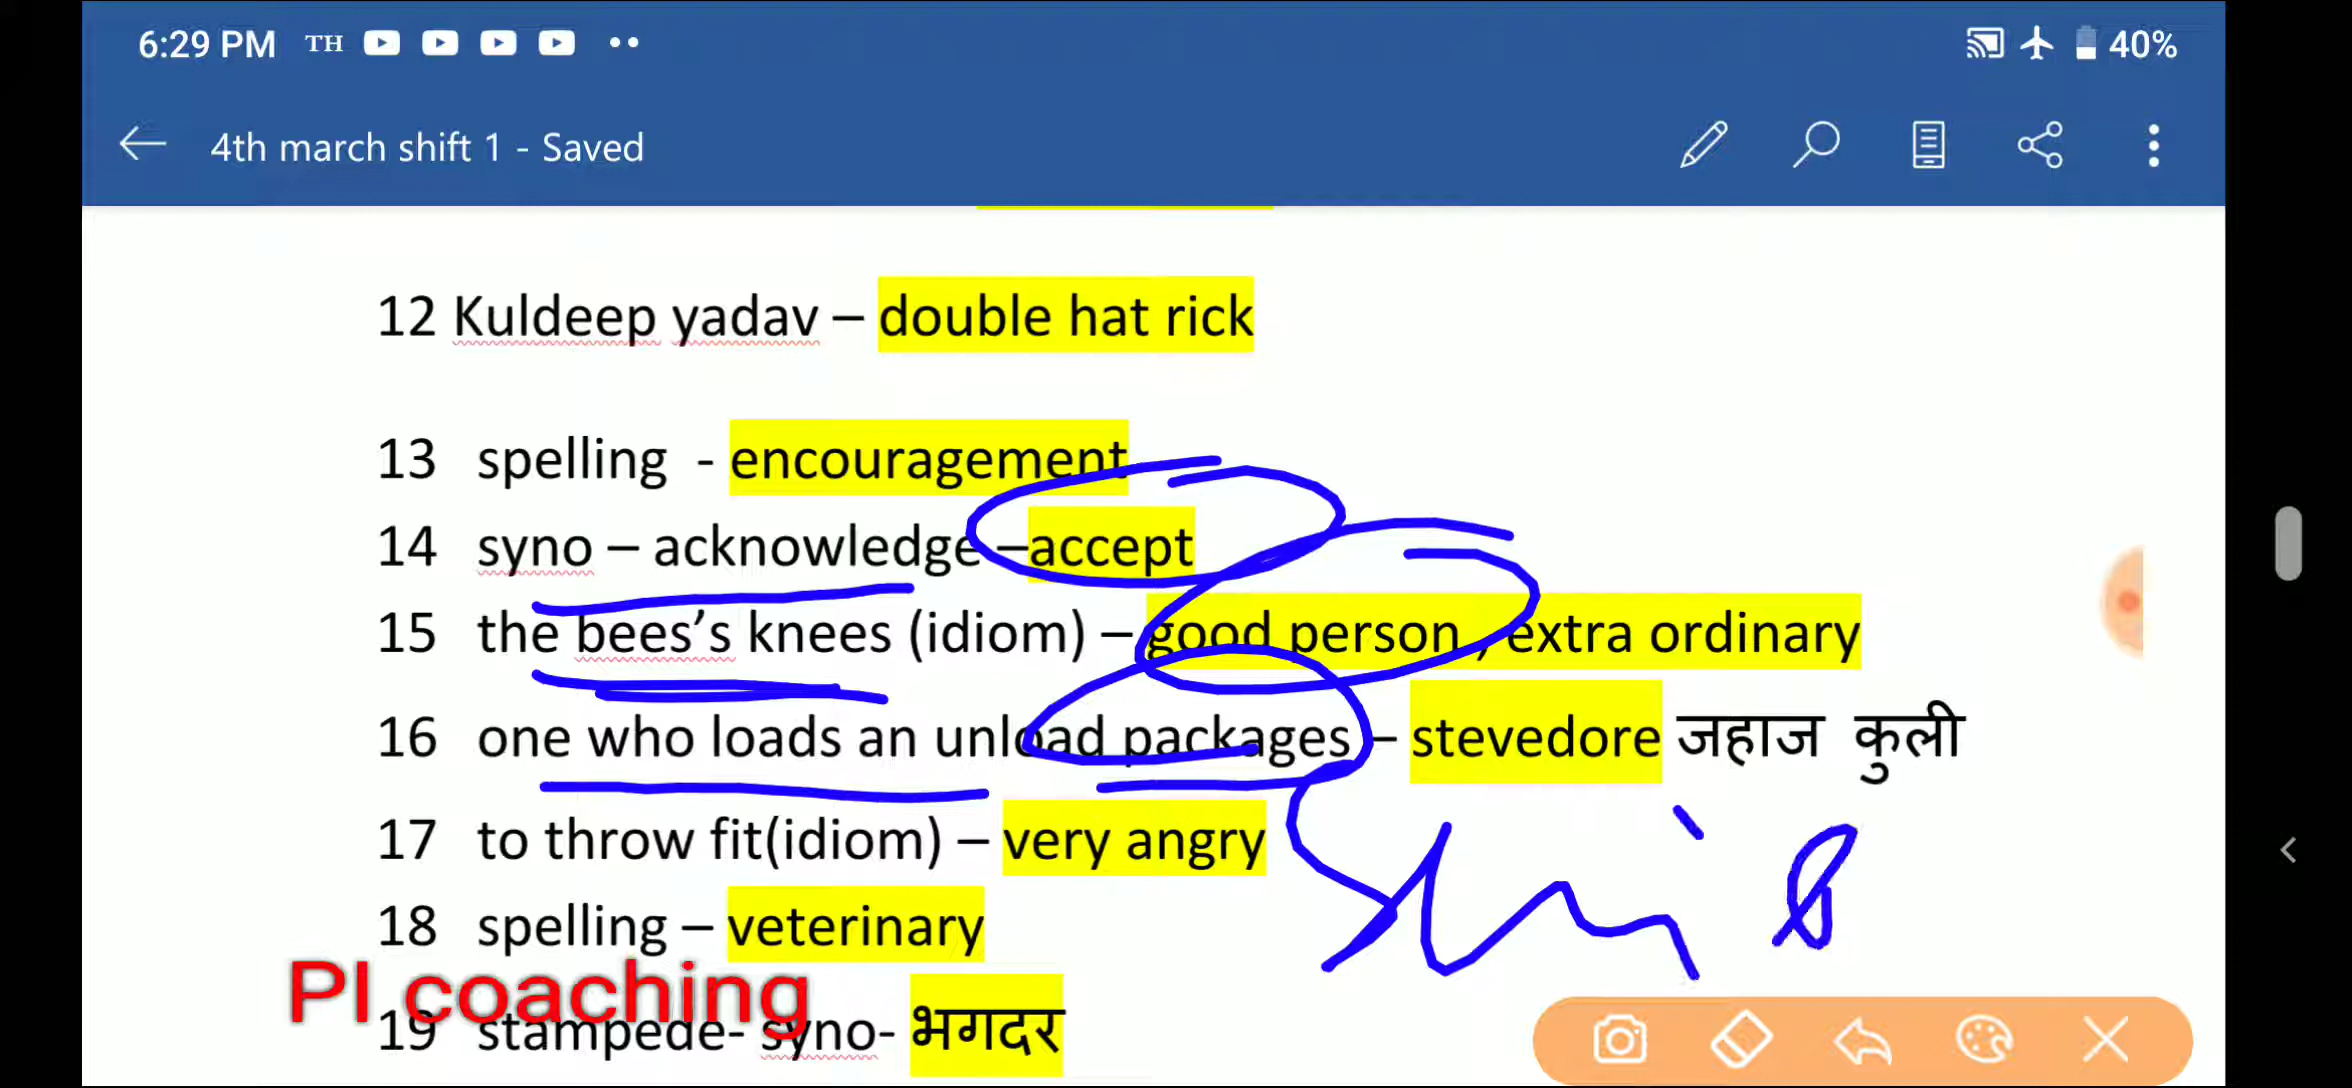 6:29 PM TH 40%
4th march shift 1 - Saved
12 Kuldeep yadav – double hat rick
13 spelling - encouragement
14 syno – acknowledge –accept
15 the bees’s knees (idiom) – good person , extra ordinary
16 one who loads an unload packages – stevedore जहाज कुली
17 to throw fit(idiom) – very angry
18 spelling – veterinary
PI coaching
19 stampede- syno- भगदर